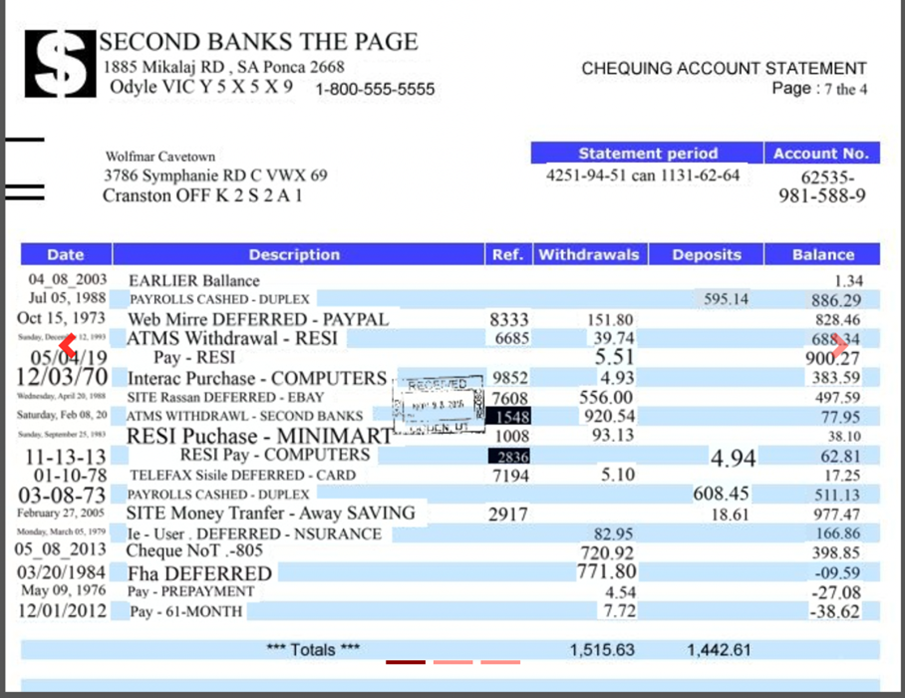 $ SECOND BANKS THE PAGE
1885 Mikalaj RD , SA Ponca 2668
Odyle VIC Y 5 X 5 X 9 1-800-555-5555
CHEQUING ACCOUNT STATEMENT
Page : 7 the 4
Wolfmar Cavetown
3786 Symphanie RD C VWX 69
Cranston OFF K 2 S 2 A 1
Statement period Account No.
4251-94-51 can 1131-62-64 62535-
981-588-9
Date Description Ref. Withdrawals Deposits Balance
04_08_2003 EARLIER Ballance 1.34
Jul 05, 1988 PAYROLLS CASHED - DUPLEX 595.14 886.29
Oct 15, 1973 Web Mirre DEFERRED - PAYPAL 8333 151.80 828.46
Sunday, December 12, 1993 ATMS Withdrawal - RESI 6685 39.74 688.34
05/04/19 Pay - RESI 5.51 900.27
12/03/70 Interac Purchase - COMPUTERS 9852 4.93 383.59
RECEIVED
Wednesday, April 20, 1988 SITE Rassan DEFERRED - EBAY 7608 556.00 497.59
Saturday, Feb 08, 20 ATMS WITHDRAWL - SECOND BANKS 1548 920.54 77.95
Sunday, September 25, 1983 RESI Puchase - MINIMART 1008 93.13 38.10
11-13-13 RESI Pay - COMPUTERS 2836 4.94 62.81
01-10-78 TELEFAX Sisile DEFERRED - CARD 7194 5.10 17.25
03-08-73 PAYROLLS CASHED - DUPLEX 608.45 511.13
February 27, 2005 SITE Money Tranfer - Away SAVING 2917 18.61 977.47
Monday, March 05, 1979 Ie - User . DEFERRED - NSURANCE 82.95 166.86
05_08_2013 Cheque NoT .-805 720.92 398.85
03/20/1984 Fha DEFERRED 771.80 -09.59
May 09, 1976 Pay - PREPAYMENT 4.54 -27.08
12/01/2012 Pay - 61-MONTH 7.72 -38.62
*** Totals *** 1,515.63 1,442.61